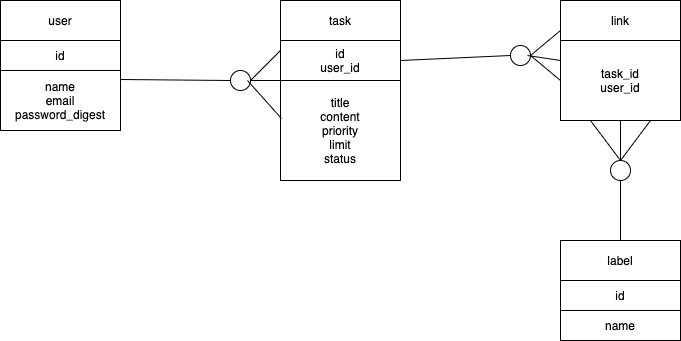 user
id
name
email
password_digest
task
id
user_id
title
content
priority
limit
status
link
task_id
user_id
label
id
name